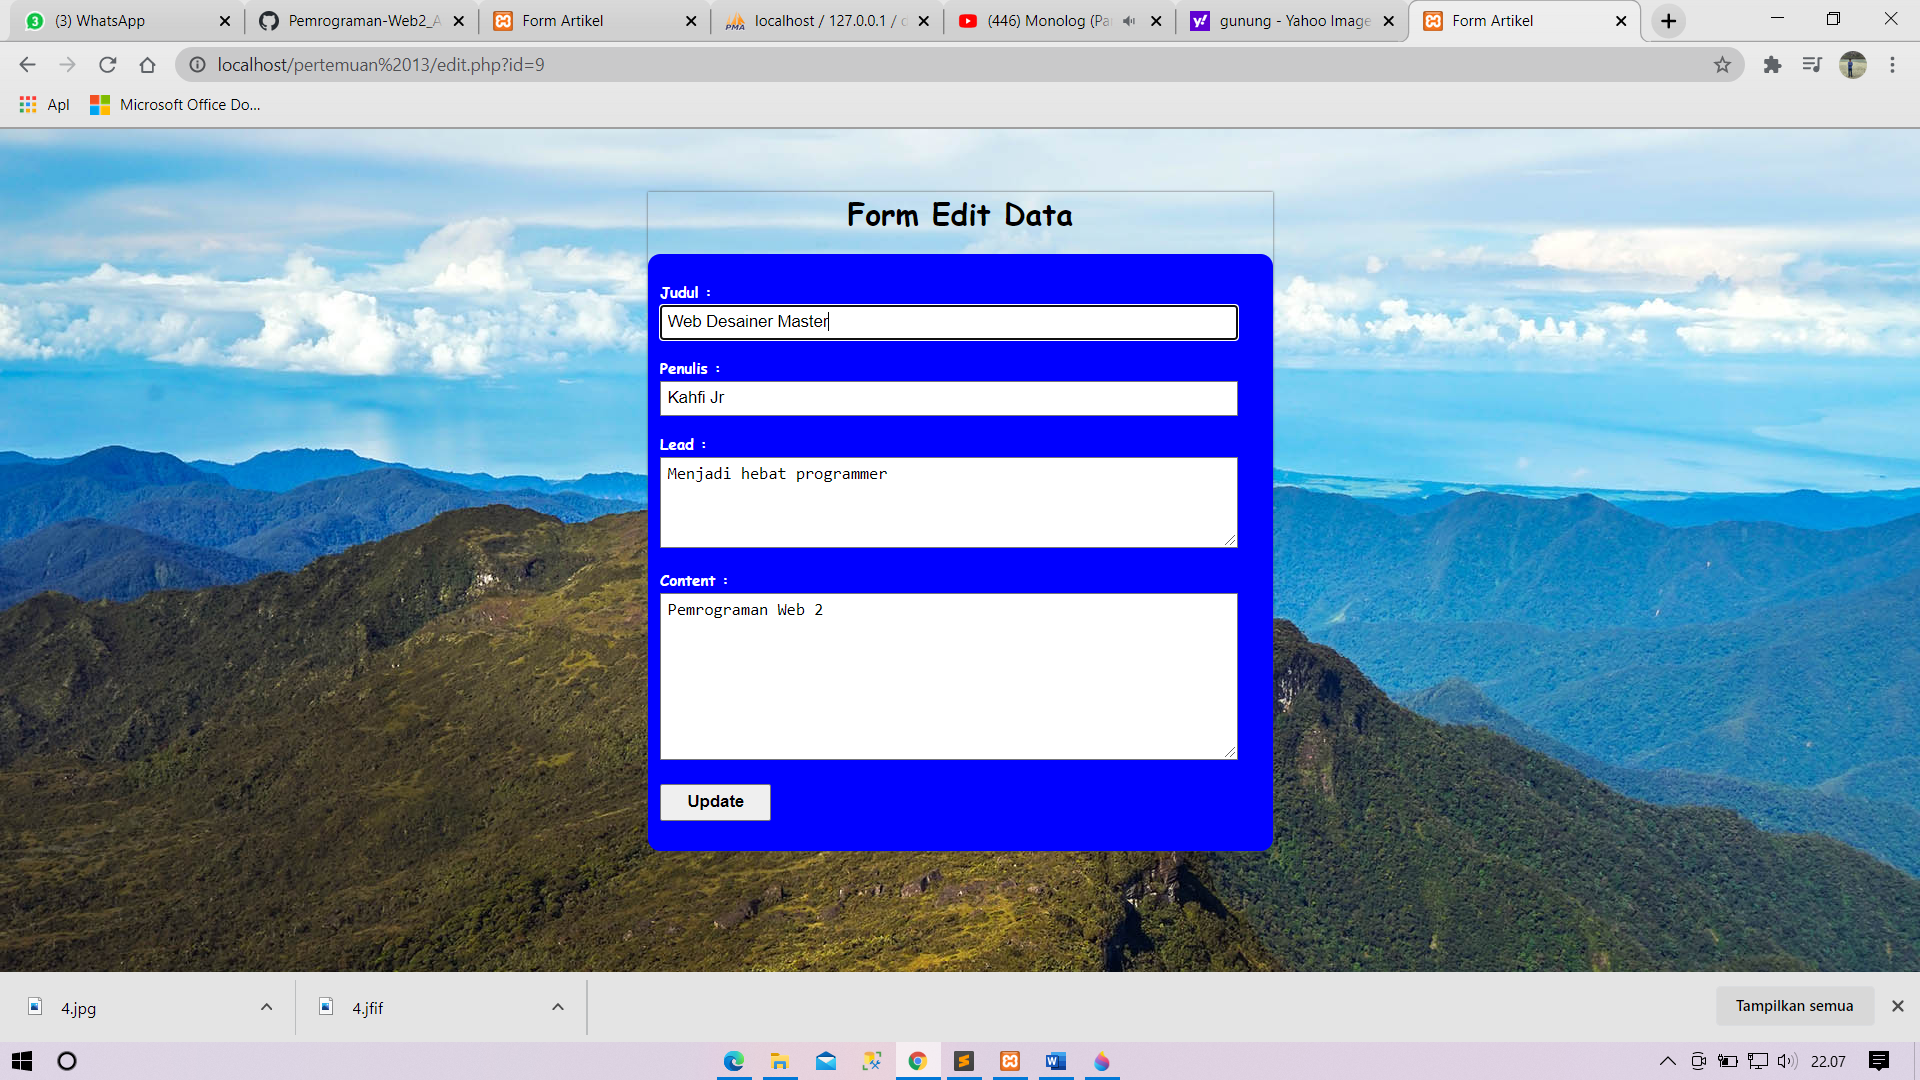 (3) WhatsApp
Pemrograman-Web2_A
Form Artikel
localhost / 127.0.0.1 /
(446) Monolog (Pa
gunung - Yahoo Image
Form Artikel
localhost/pertemuan%2013/edit.php?id=9
Apl
Microsoft Office Do...
Form Edit Data
Judul :
Web Desainer Master
Penulis :
Kahfi Jr
Lead :
Menjadi hebat programmer
Content :
Pemrograman Web 2
Update
4.jpg
4.jfif
Tampilkan semua
22.07